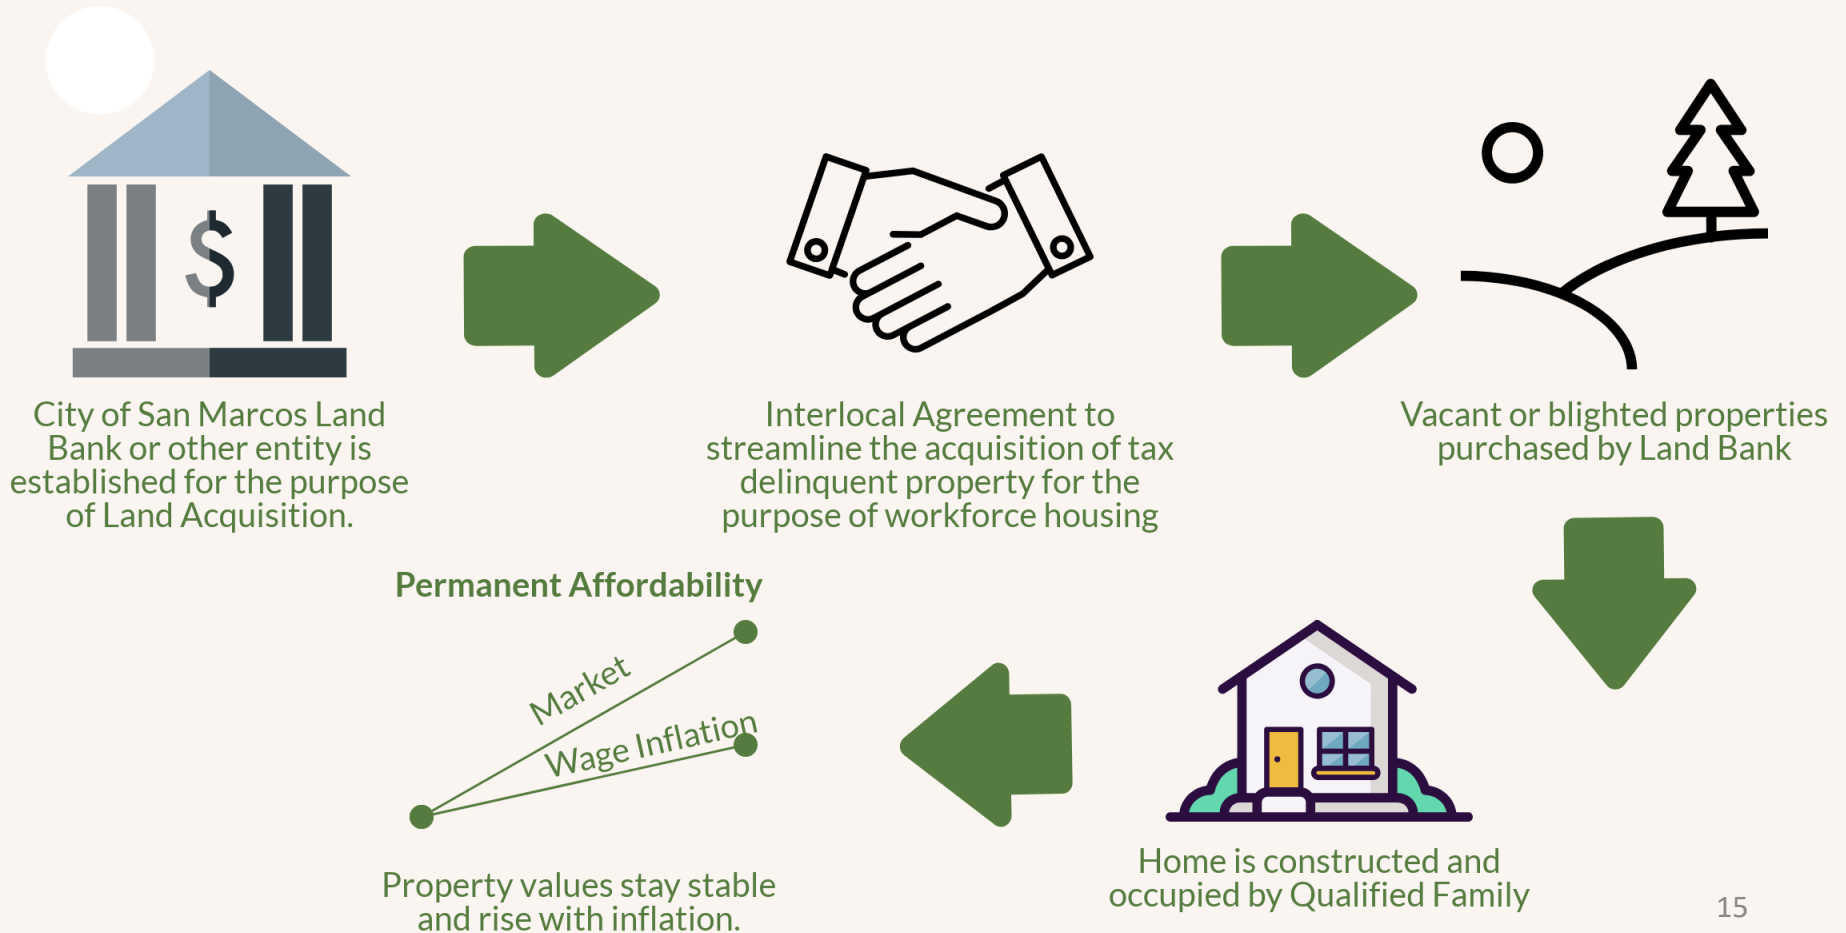 $
City of San Marcos Land
Bank or other entity is
established for the purpose
of Land Acquisition.
Interlocal Agreement to
streamline the acquisition of tax
delinquent property for the
purpose of workforce housing
Vacant or blighted properties
purchased by Land Bank
Home is constructed and
occupied by Qualified Family
Permanent Affordability
Market
Wage Inflation
Property values stay stable
and rise with inflation.
15